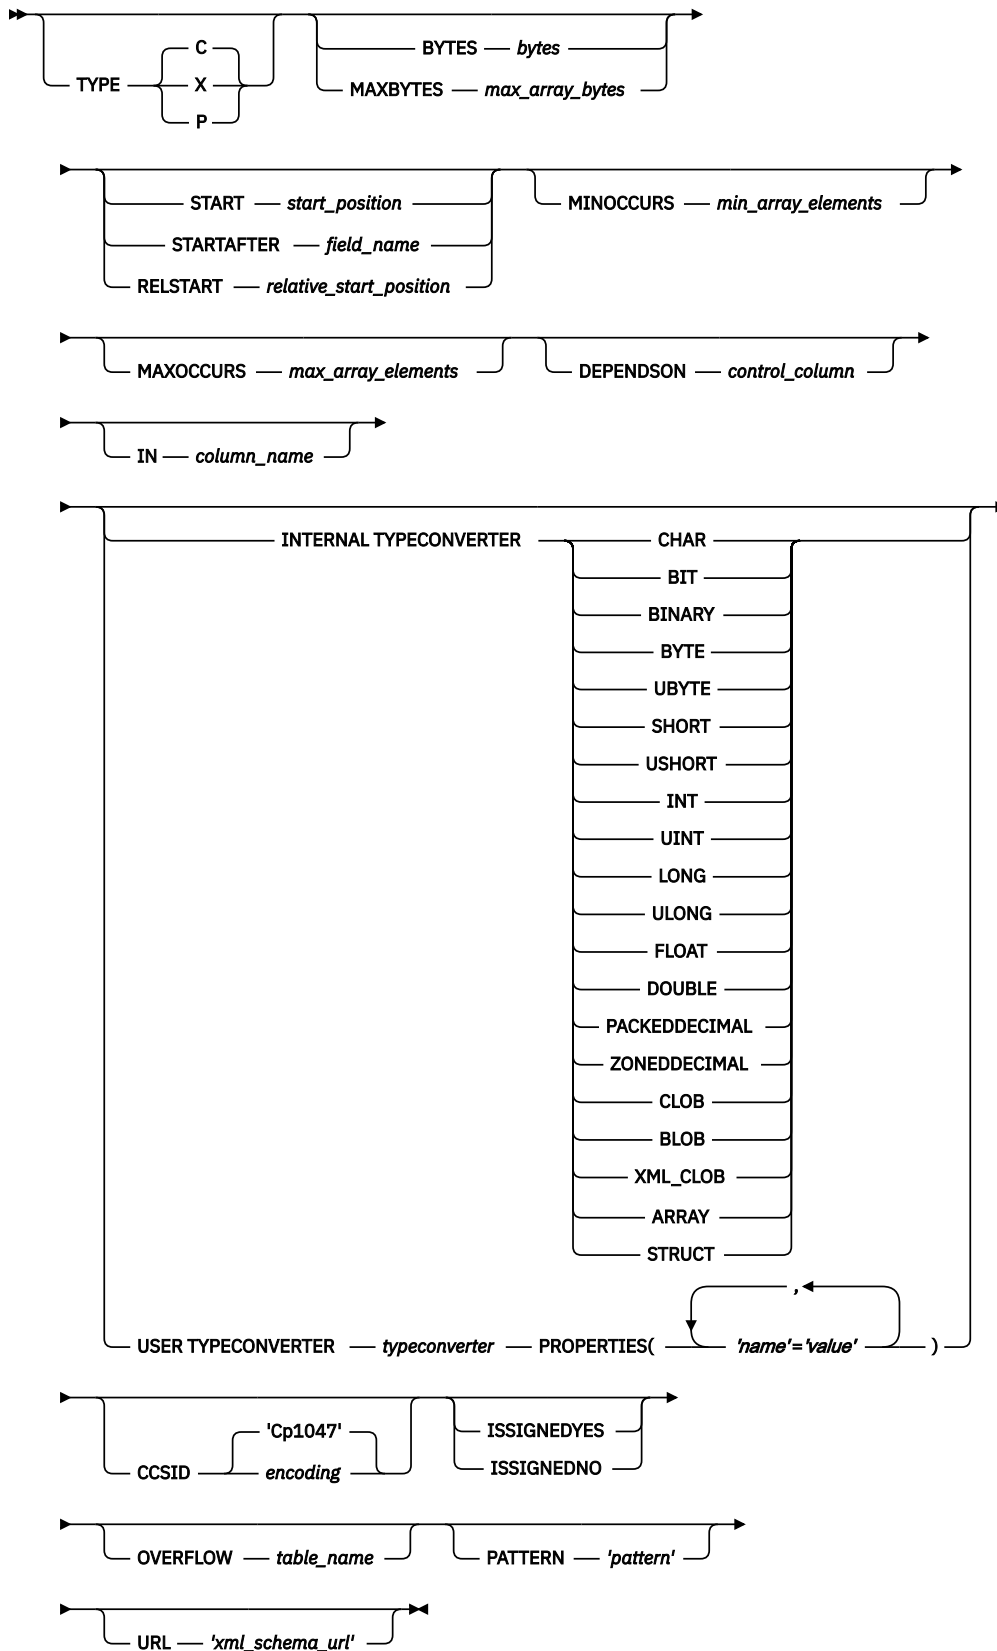 C
BYTES bytes
TYPE X MAXBYTES max_array_bytes
P
START start_position MINOCCURS min_array_elements
STARTAFTER field_name
RELSTART relative_start_position
MAXOCCURS max_array_elements DEPENDSON control_column
IN column_name
INTERNAL TYPECONVERTER CHAR
BIT
BINARY
BYTE
UBYTE
SHORT
USHORT
INT
UINT
LONG
ULONG
FLOAT
DOUBLE
PACKEDDECIMAL
ZONEDDECIMAL
CLOB
BLOB
XML_CLOB
ARRAY
STRUCT
,
USER TYPECONVERTER typeconverter PROPERTIES( 'name'='value' )
'Cp1047' ISSIGNEDYES
CCSID encoding ISSIGNEDNO
OVERFLOW table_name PATTERN 'pattern'
URL 'xml_schema_url'